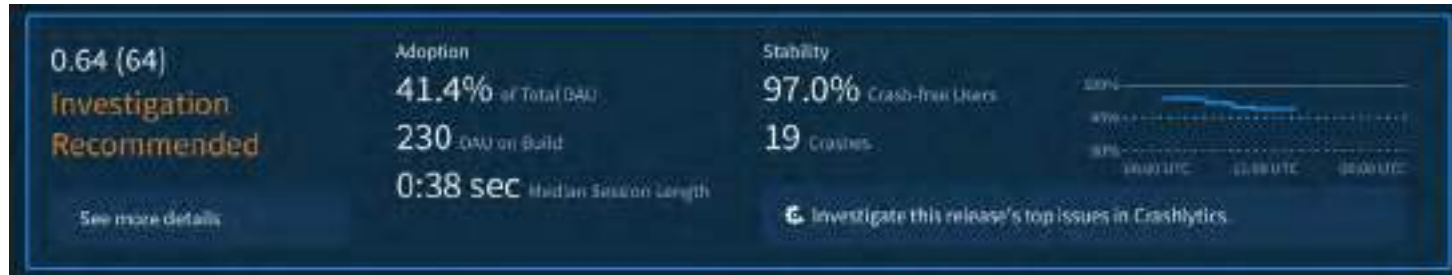 0.64 (64)
Investigation
Recommended
See more details
Adoption
41.4% of Total DAU
230 DAU on Build
0:38 sec Median Session Length
Stability
97.0% Crash-free Users
19 Crashes
100%
90%
Investigate this release's top issues in Crashlytics.